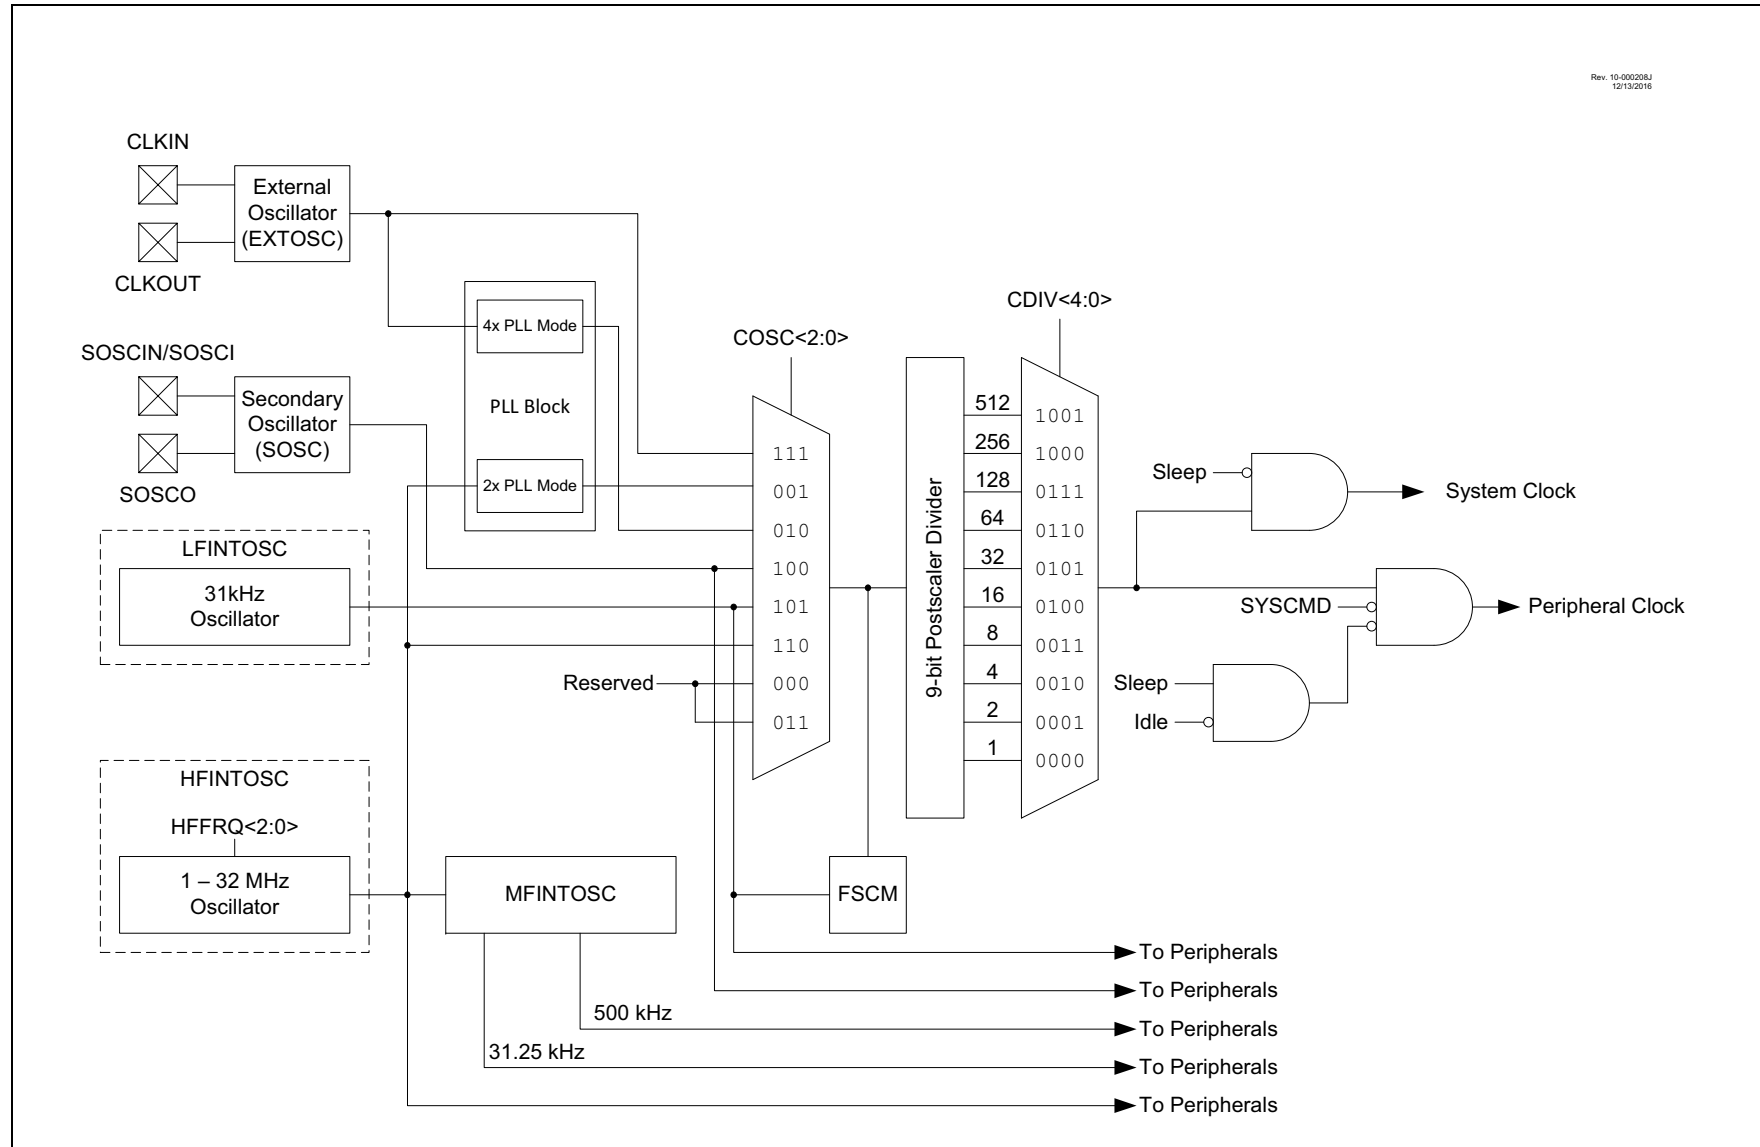 Rev. 10-000208J
12/13/2016
CLKIN
External
Oscillator
(EXTOSC)
CLKOUT
SOSCIN/SOSCI
Secondary
Oscillator
(SOSC)
SOSCO
4x PLL Mode
PLL Block
2x PLL Mode
LFINTOSC
31kHz
Oscillator
HFINTOSC
HFFRQ<2:0>
1 – 32 MHz
Oscillator
MFINTOSC
500 kHz
31.25 kHz
Reserved
COSC<2:0>
111
001
010
100
101
110
000
011
FSCM
9-bit Postscaler Divider
CDIV<4:0>
512 1001
256 1000
128 0111
64 0110
32 0101
16 0100
8 0011
4 0010
2 0001
1 0000
Sleep
System Clock
SYSCMD
Peripheral Clock
Sleep
Idle
To Peripherals
To Peripherals
To Peripherals
To Peripherals
To Peripherals